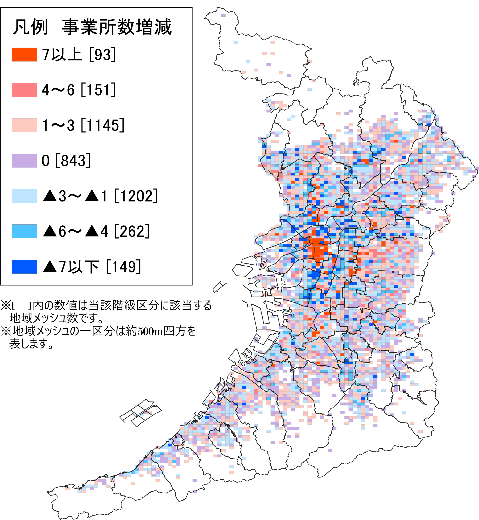 凡例　事業所数増減
7以上 [93]
4～6 [151]
1～3 [1145]
0 [843]
▲3～▲1 [1202]
▲6～▲4 [262]
▲7以下 [149]
※[　]内の数値は当該階級区分に該当する
地域メッシュ数です。
※地域メッシュの一区分は約500m四方を
表します。